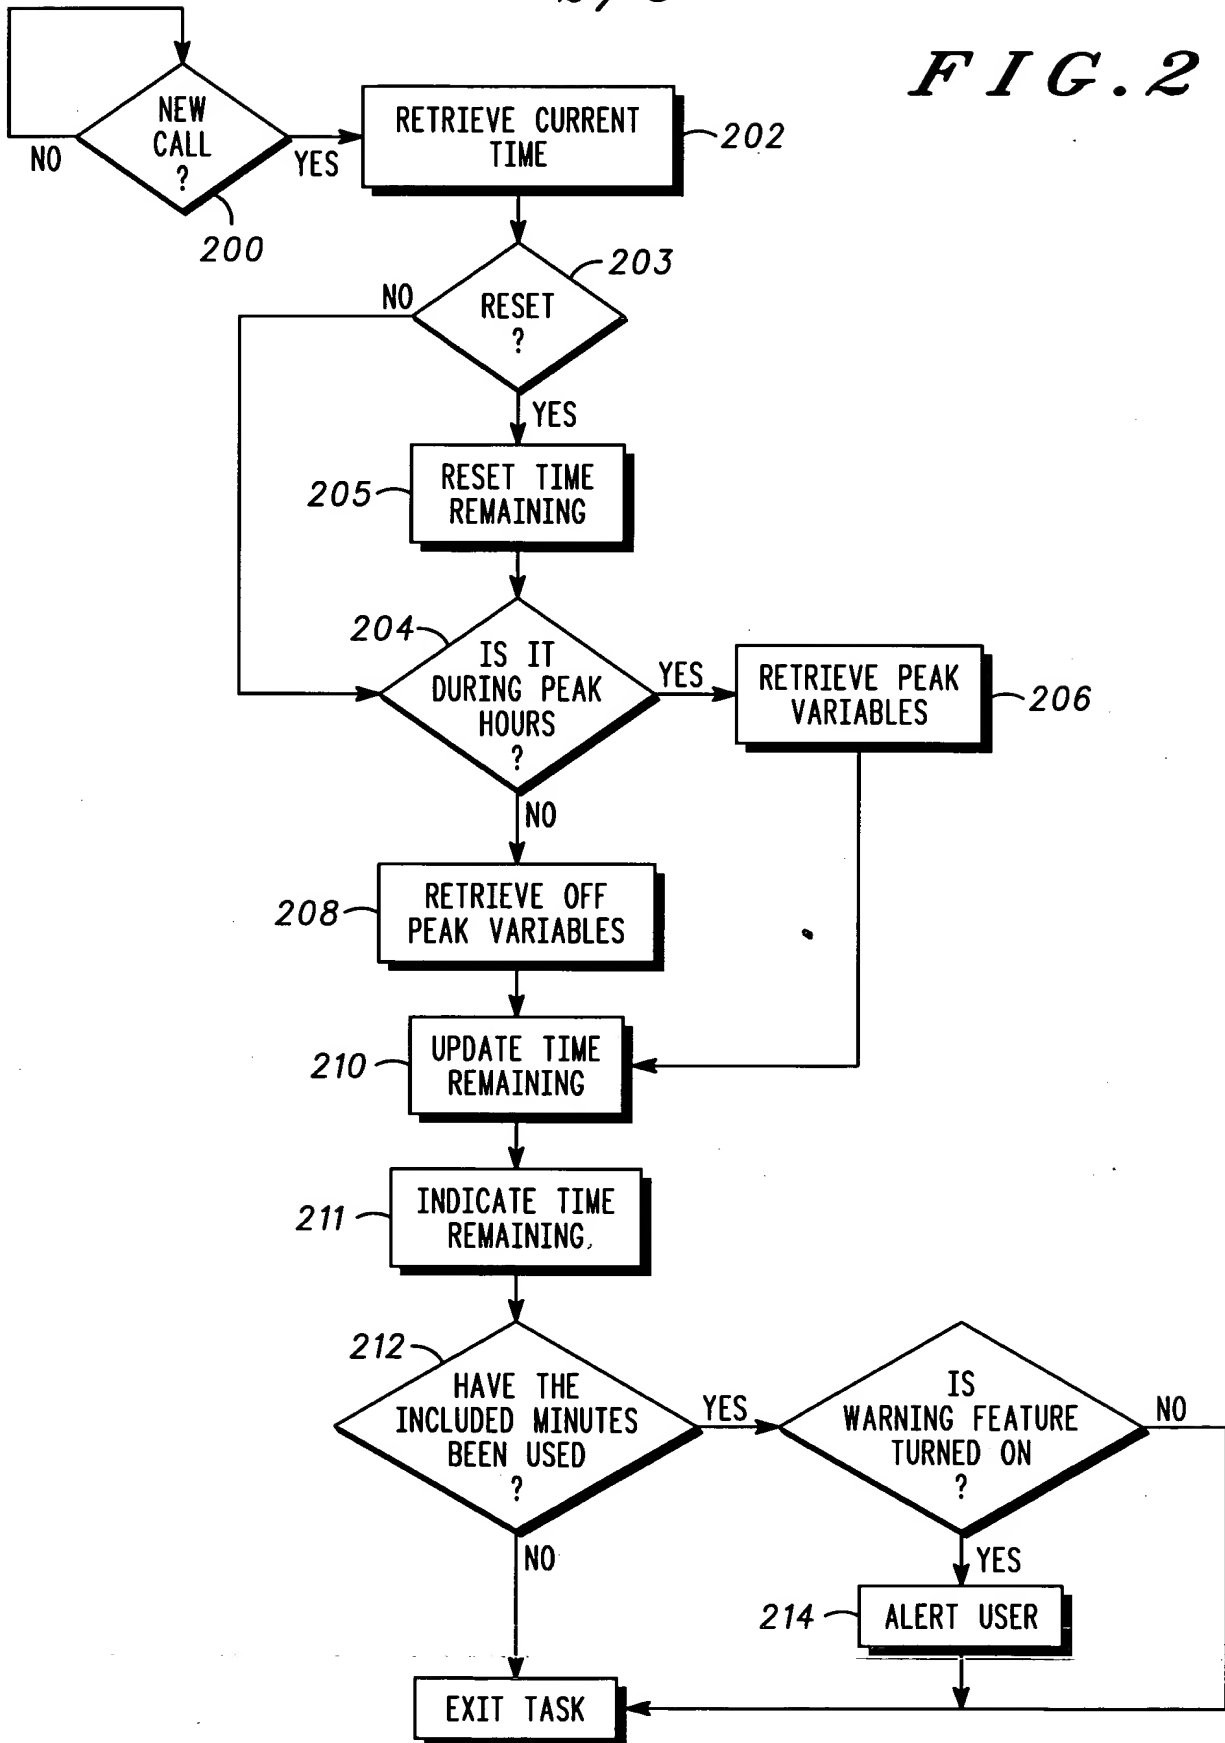 FIG.2
NEW
CALL
?
NO
YES
200
RETRIEVE CURRENT
TIME
202
203
NO
RESET
?
YES
205
RESET TIME
REMAINING
204
IS IT
DURING PEAK
HOURS
?
YES
RETRIEVE PEAK
VARIABLES
206
NO
208
RETRIEVE OFF
PEAK VARIABLES
210
UPDATE TIME
REMAINING
211
INDICATE TIME
REMAINING
212
HAVE THE
INCLUDED MINUTES
BEEN USED
?
YES
IS
WARNING FEATURE
TURNED ON
?
NO
NO
YES
214
ALERT USER
EXIT TASK